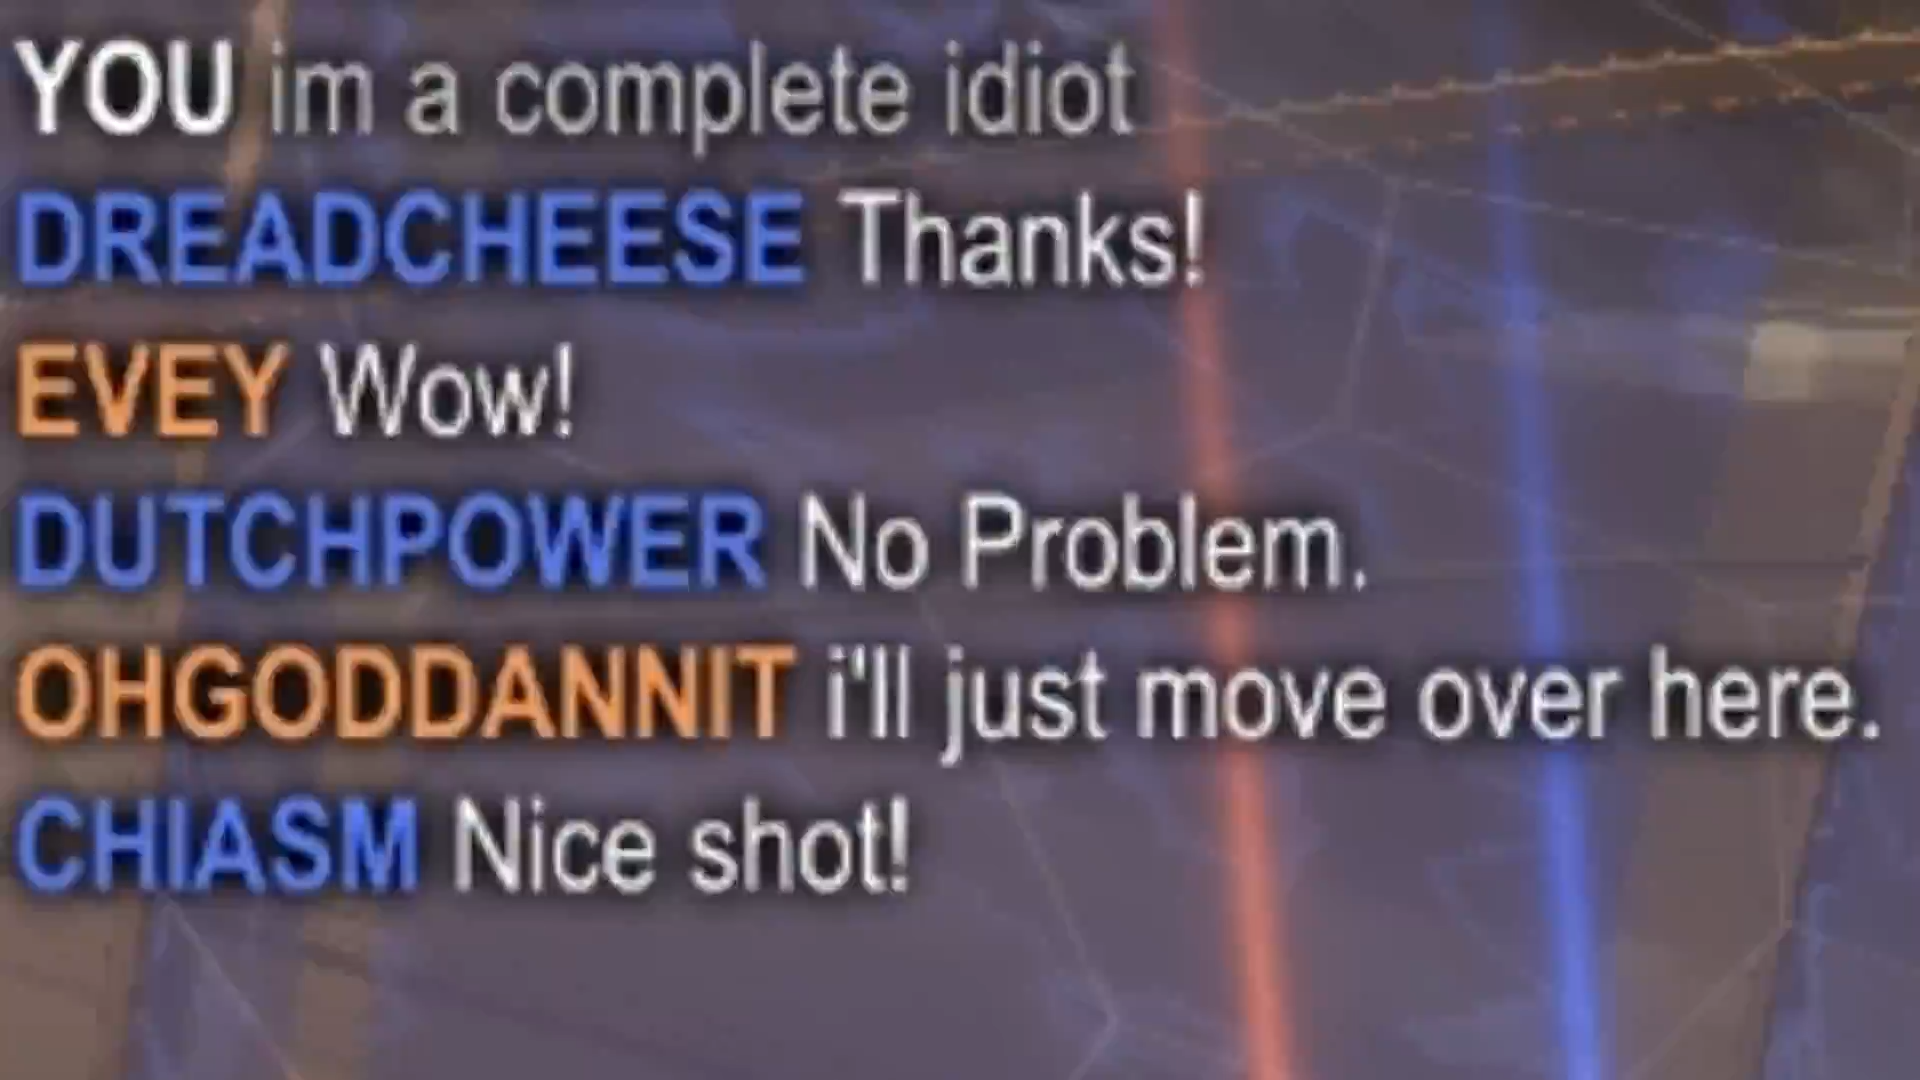 YOU im a complete idiot
DREADCHEESE Thanks!
EVEY Wow!
DUTCHPOWER No Problem.
OHGODDANNIT i'll just move over here.
CHIASM Nice shot!